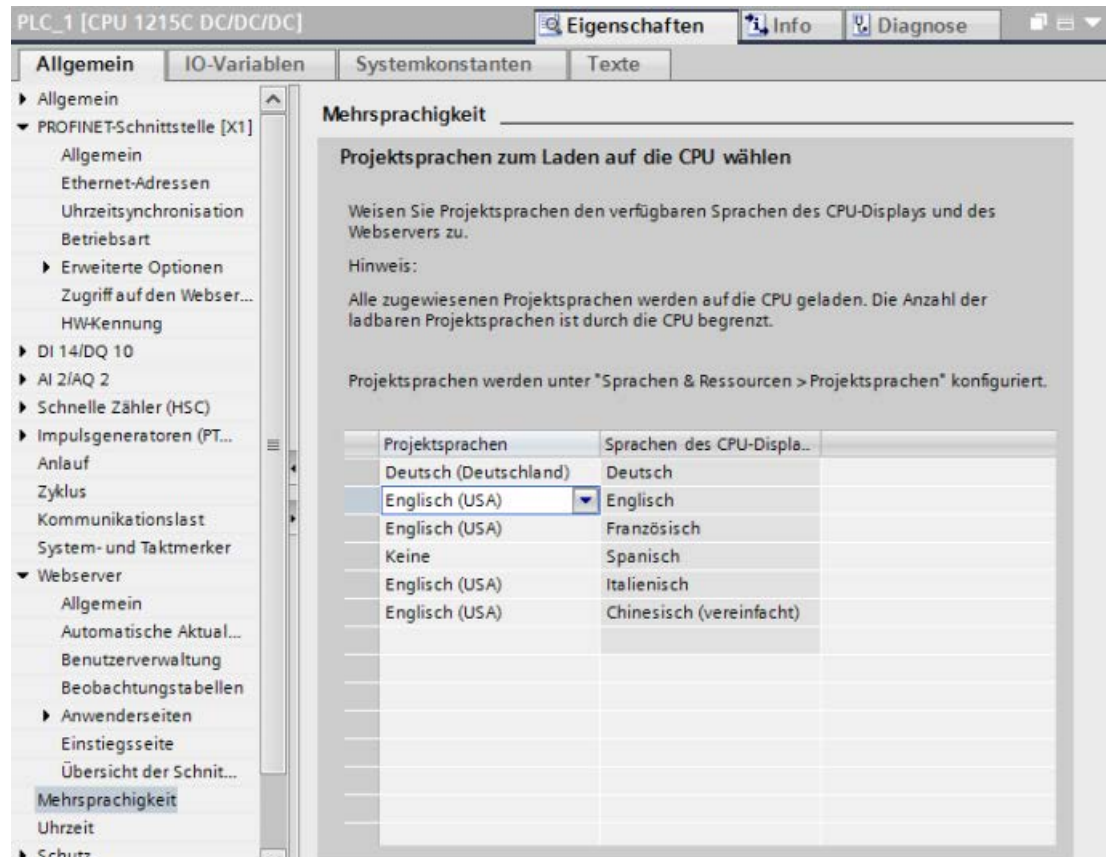 PLC_1 [CPU 1215C DC/DC/DC]
Eigenschaften
Info
Diagnose
Allgemein
IO-Variablen
Systemkonstanten
Texte
Allgemein
PROFINET-Schnittstelle [X1]
Allgemein
Ethernet-Adressen
Uhrzeitsynchronisation
Betriebsart
Erweiterte Optionen
Zugriff auf den Webser...
HW-Kennung
DI 14/DQ 10
AI 2/AQ 2
Schnelle Zähler (HSC)
Impulsgeneratoren (PT...
Anlauf
Zyklus
Kommunikationslast
System- und Taktmerker
Webserver
Allgemein
Automatische Aktual...
Benutzerverwaltung
Beobachtungstabellen
Anwenderseiten
Einstiegsseite
Übersicht der Schnit...
Mehrsprachigkeit
Uhrzeit
Schutz
Mehrsprachigkeit
Projektsprachen zum Laden auf die CPU wählen
Weisen Sie Projektsprachen den verfügbaren Sprachen des CPU-Displays und des
Webservers zu.
Hinweis:
Alle zugewiesenen Projektsprachen werden auf die CPU geladen. Die Anzahl der
ladbaren Projektsprachen ist durch die CPU begrenzt.
Projektsprachen werden unter "Sprachen & Ressourcen > Projektsprachen" konfiguriert.
Projektsprachen Sprachen des CPU-Displa..
Deutsch (Deutschland) Deutsch
Englisch (USA) Englisch
Englisch (USA) Französisch
Keine Spanisch
Englisch (USA) Italienisch
Englisch (USA) Chinesisch (vereinfacht)